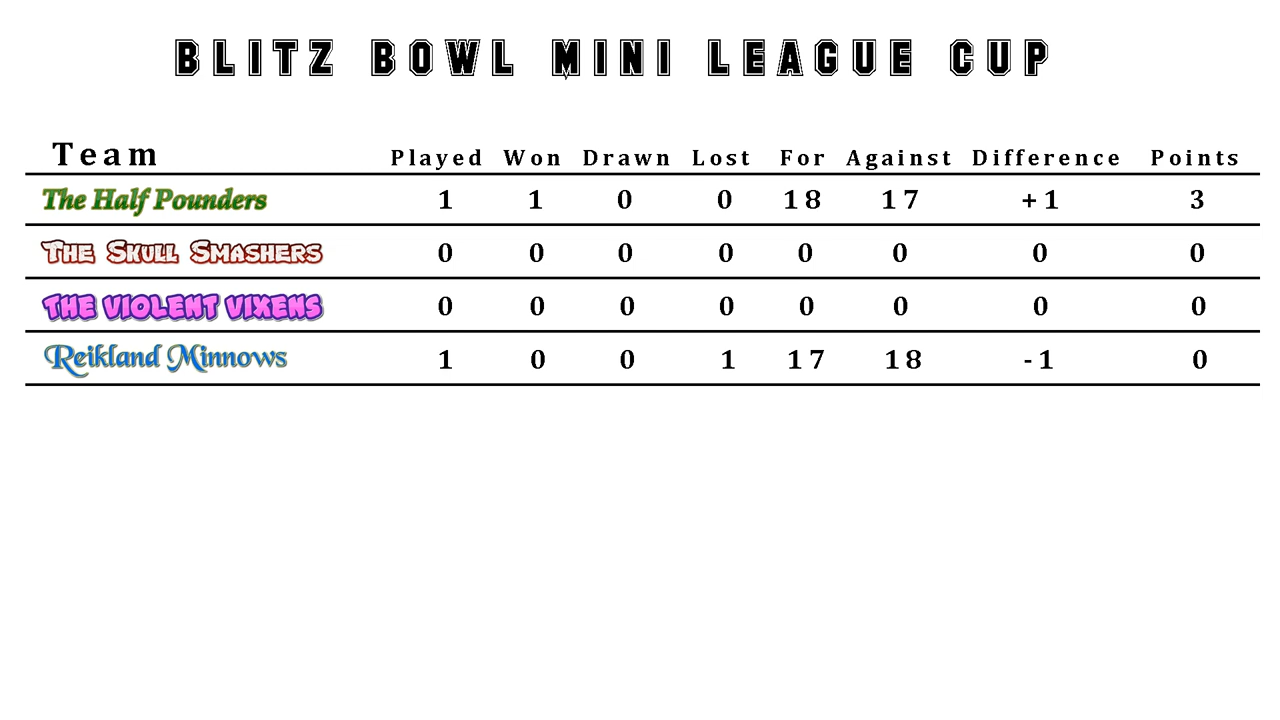 BLITZ BOWL MINI LEAGUE CUP
Team Played Won Drawn Lost For Against Difference Points
The Half Pounders 1 1 0 0 18 17 +1 3
The Skull Smashers 0 0 0 0 0 0 0 0
THE VIOLENT VIXENS 0 0 0 0 0 0 0 0
Reikland Minnows 1 0 0 1 17 18 -1 0